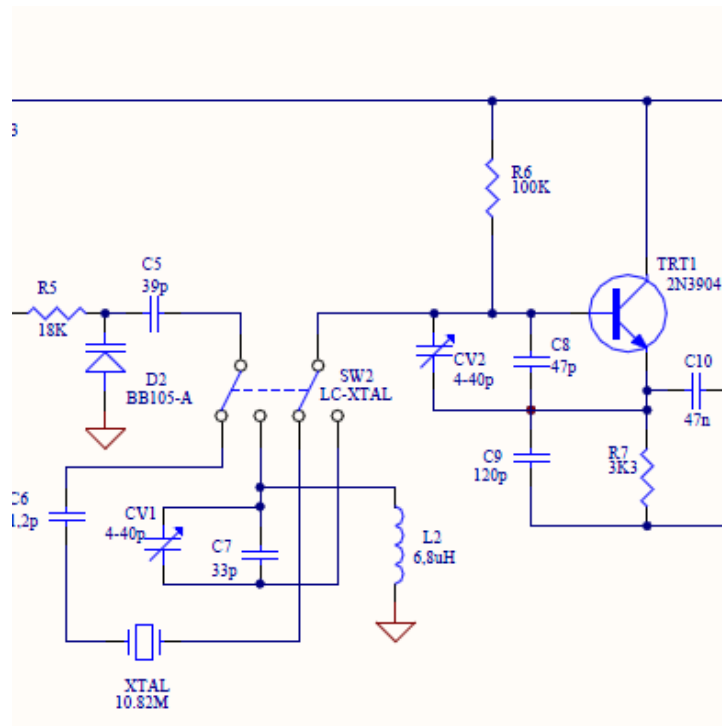 3
R6
100K
TRT1
2N3904
C5
39p
R5
18K
D2
BB105-A
SW2
LC-XTAL
CV2
4-40p
C8
47p
C10
47n
C9
120p
R7
3K3
C6
1,2p
CV1
4-40p
C7
33p
L2
6,8uH
XTAL
10.82M